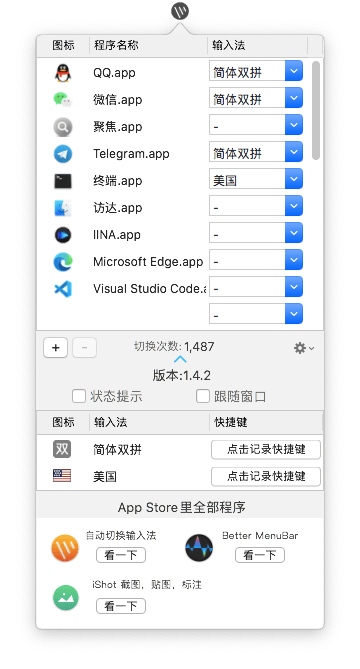 图标 程序名称 输入法
QQ.app 简体双拼
微信.app 简体双拼
聚焦.app -
Telegram.app 简体双拼
终端.app 美国
访达.app -
IINA.app -
Microsoft Edge.app -
Visual Studio Code.a -
-
+ - 切换次数: 1,487
版本:1.4.2
状态提示 跟随窗口
图标 输入法 快捷键
双 简体双拼 点击记录快捷键
美国 点击记录快捷键
App Store里全部程序
自动切换输入法 Better MenuBar
看一下 看一下
iShot 截图，贴图，标注
看一下